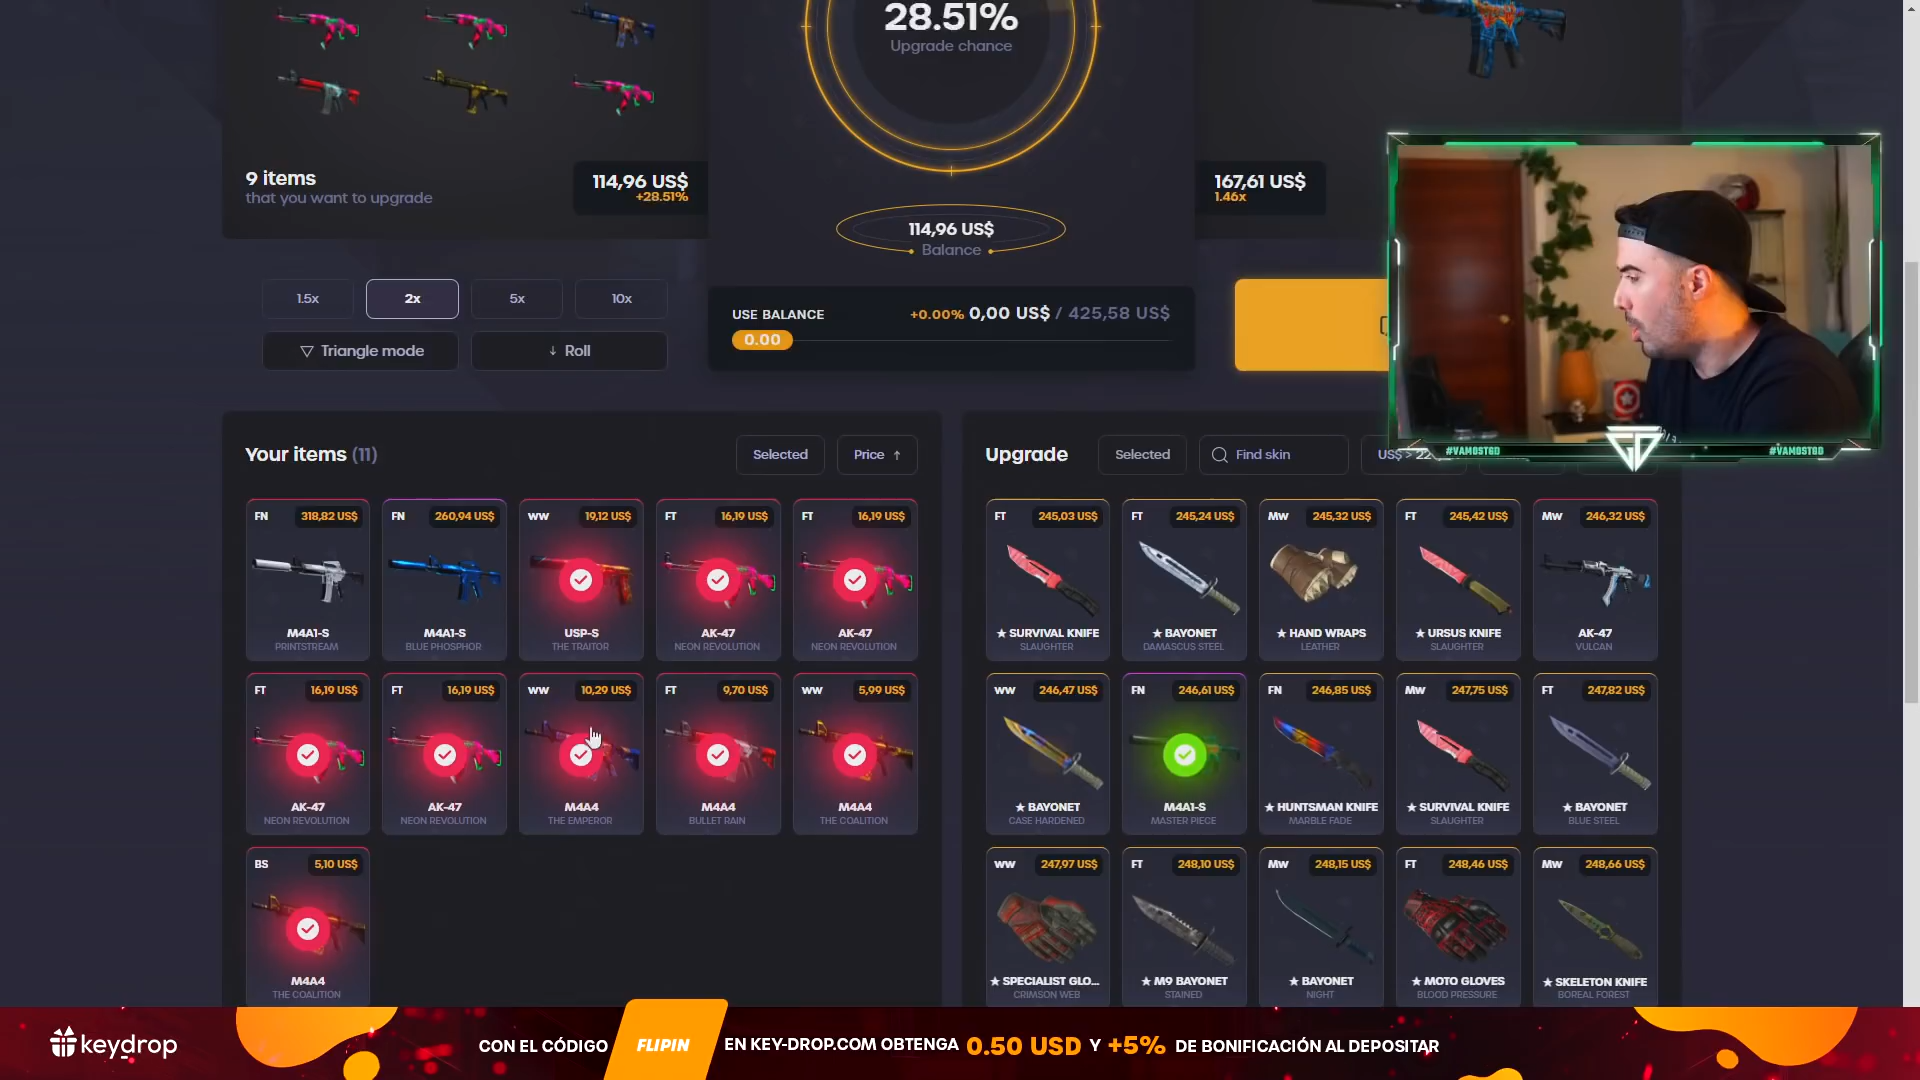 28.51%
Upgrade chance
9 items
that you want to upgrade
114,96 US$
+28.51%
114,96 US$
Balance
167,61 US$
1.46x
1.5x
2x
5x
10x
Triangle mode
Roll
USE BALANCE
+0.00% 0,00 US$ / 425,58 US$
0.00
#VAMOSTGD
#VAMOSTGD
Your items (11)
Selected
Price
Upgrade
Selected
Find skin
US$ > 22
FN 318,82 US$
M4A1-S
PRINTSTREAM
FN 260,94 US$
M4A1-S
BLUE PHOSPHOR
WW 19,12 US$
USP-S
THE TRAITOR
FT 16,19 US$
AK-47
NEON REVOLUTION
FT 16,19 US$
AK-47
NEON REVOLUTION
FT 16,19 US$
AK-47
NEON REVOLUTION
FT 16,19 US$
AK-47
NEON REVOLUTION
WW 10,29 US$
M4A4
THE EMPEROR
FT 9,70 US$
M4A4
BULLET RAIN
WW 5,99 US$
M4A4
THE COALITION
BS 5,10 US$
M4A4
THE COALITION
FT 245,03 US$
★ SURVIVAL KNIFE
SLAUGHTER
FT 245,24 US$
★ BAYONET
DAMASCUS STEEL
MW 245,32 US$
★ HAND WRAPS
LEATHER
FT 245,42 US$
★ URSUS KNIFE
SLAUGHTER
MW 246,32 US$
AK-47
VULCAN
WW 246,47 US$
★ BAYONET
CASE HARDENED
FN 246,61 US$
M4A1-S
MASTER PIECE
FN 246,85 US$
★ HUNTSMAN KNIFE
MARBLE FADE
MW 247,75 US$
★ SURVIVAL KNIFE
SLAUGHTER
FT 247,82 US$
★ BAYONET
BLUE STEEL
WW 247,97 US$
★ SPECIALIST GLO...
CRIMSON WEB
FT 248,10 US$
★ M9 BAYONET
STAINED
MW 248,15 US$
★ BAYONET
NIGHT
FT 248,46 US$
★ MOTO GLOVES
BLOOD PRESSURE
MW 248,66 US$
★ SKELETON KNIFE
BOREAL FOREST
keydrop
CON EL CÓDIGO FLIPIN EN KEY-DROP.COM OBTENGA 0.50 USD Y +5% DE BONIFICACIÓN AL DEPOSITAR